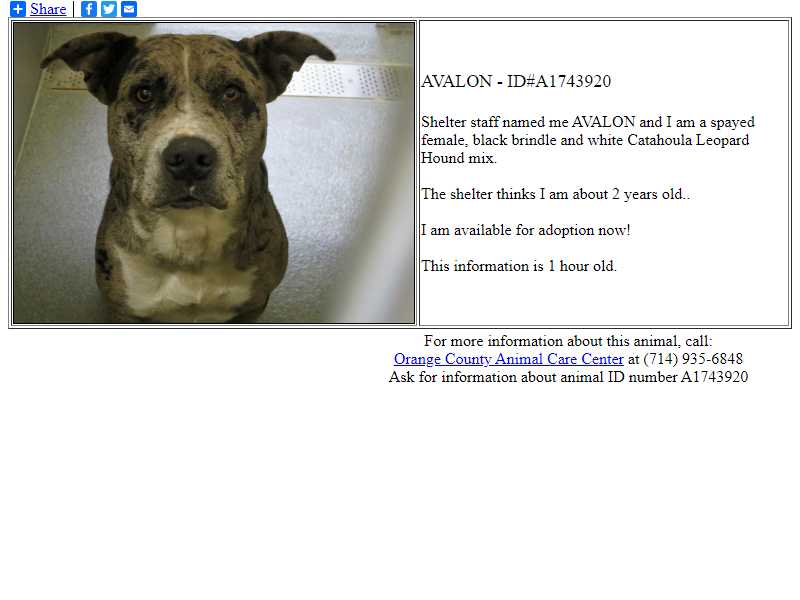 Share
AVALON - ID#A1743920
Shelter staff named me AVALON and I am a spayed
female, black brindle and white Catahoula Leopard
Hound mix.
The shelter thinks I am about 2 years old..
I am available for adoption now!
This information is 1 hour old.
For more information about this animal, call:
Orange County Animal Care Center at (714) 935-6848
Ask for information about animal ID number A1743920